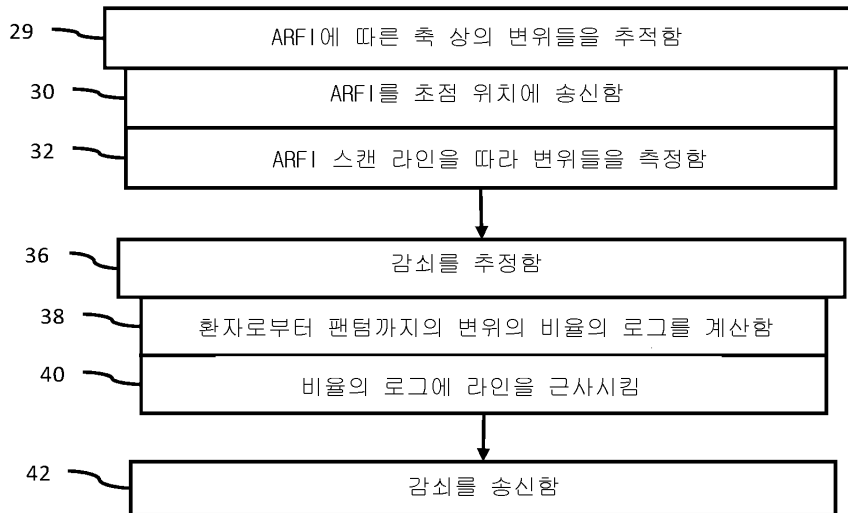 29
ARFI에 따른 축 상의 변위들을 추적함
30
ARFI를 초점 위치에 송신함
32
ARFI 스캔 라인을 따라 변위들을 측정함
36
감쇠를 추정함
38
환자로부터 팬텀까지의 변위의 비율의 로그를 계산함
40
비율의 로그에 라인을 근사시킴
42
감쇠를 송신함